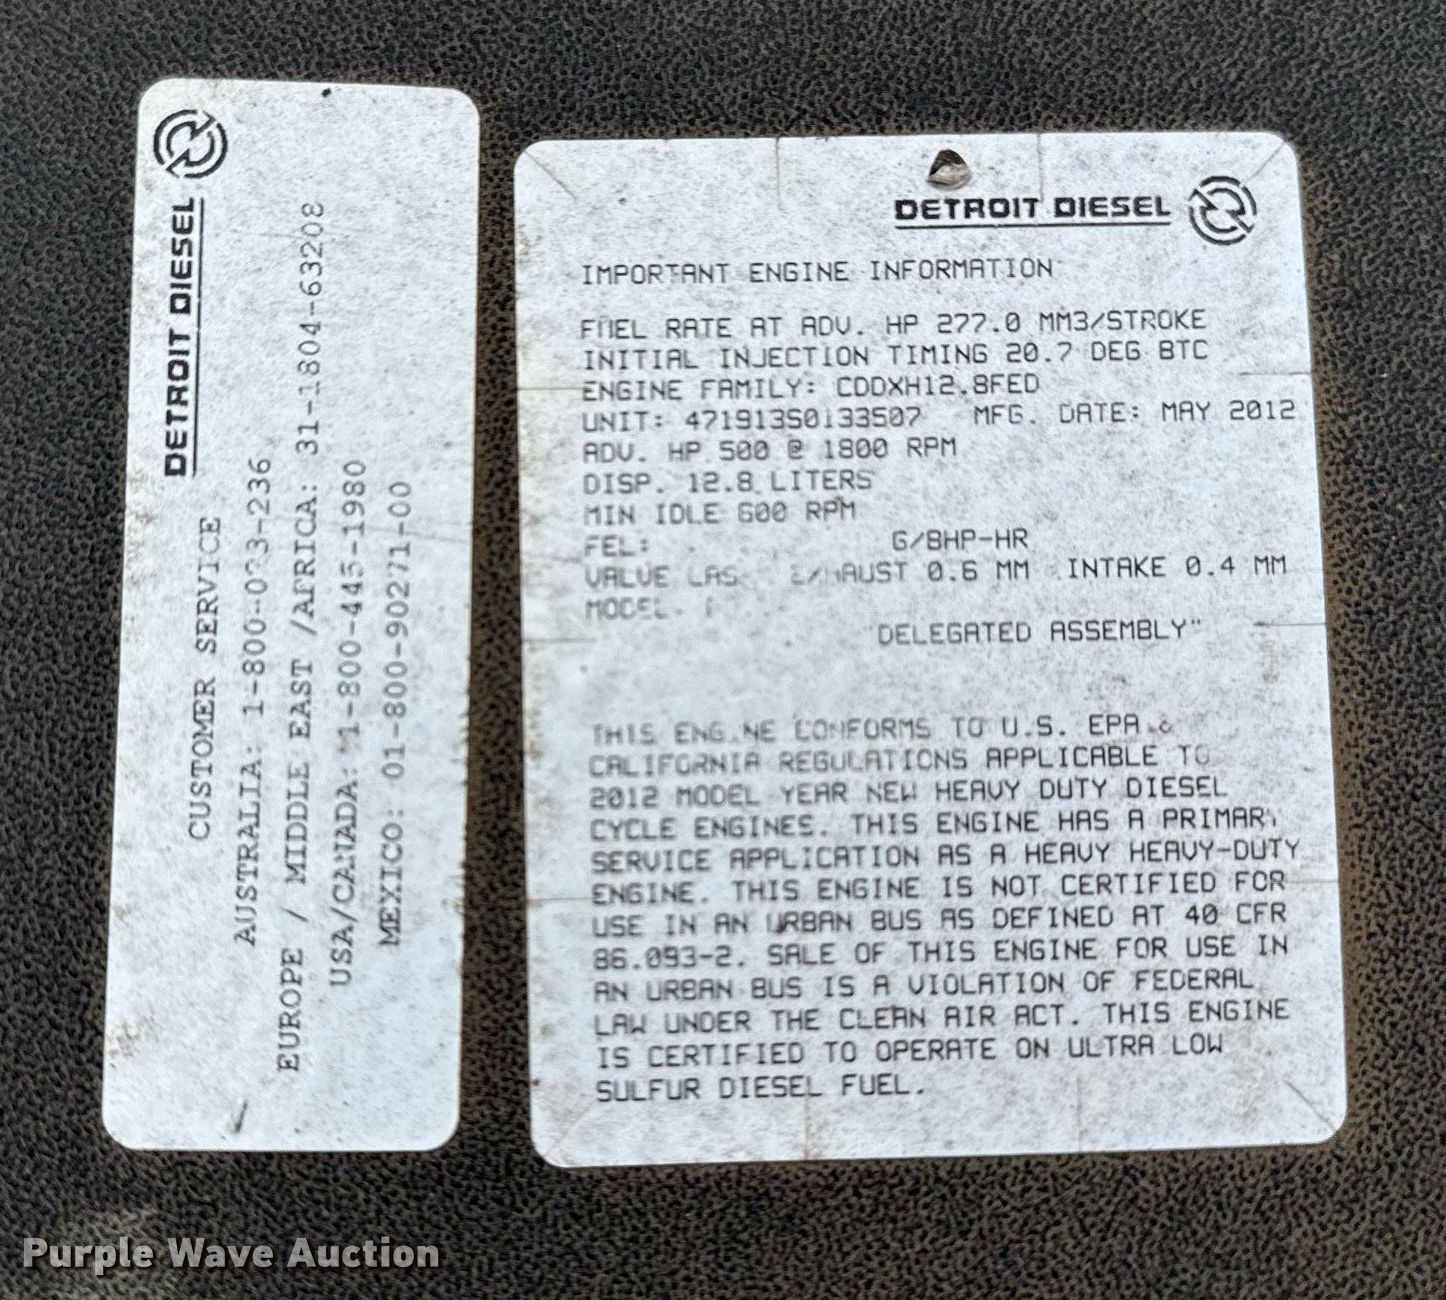 DETROIT DIESEL
CUSTOMER SERVICE
AUSTRALIA: 1-800-023-236
EUROPE / MIDDLE EAST /AFRICA: 31-1804-63208
USA/CANADA: 1-800-445-1980
MEXICO: 01-800-90271-00
DETROIT DIESEL
IMPORTANT ENGINE INFORMATION
FUEL RATE AT ADV. HP 277.0 MM3/STROKE
INITIAL INJECTION TIMING 20.7 DEG BTC
ENGINE FAMILY: CDDXH12.8FED
UNIT: 471913S0133507 MFG. DATE: MAY 2012
ADV. HP 500 @ 1800 RPM
DISP. 12.8 LITERS
MIN IDLE 600 RPM
FEL: G/BHP-HR
VALVE EXHAUST 0.6 MM INTAKE 0.4 MM
MODEL
"DELEGATED ASSEMBLY"
THIS ENGINE CONFORMS TO U.S. EPA &
CALIFORNIA REGULATIONS APPLICABLE TO
2012 MODEL YEAR NEW HEAVY DUTY DIESEL
CYCLE ENGINES. THIS ENGINE HAS A PRIMARY
SERVICE APPLICATION AS A HEAVY HEAVY-DUTY
ENGINE. THIS ENGINE IS NOT CERTIFIED FOR
USE IN AN URBAN BUS AS DEFINED AT 40 CFR
86.093-2. SALE OF THIS ENGINE FOR USE IN
AN URBAN BUS IS A VIOLATION OF FEDERAL
LAW UNDER THE CLEAN AIR ACT. THIS ENGINE
IS CERTIFIED TO OPERATE ON ULTRA LOW
SULFUR DIESEL FUEL.
Purple Wave Auction